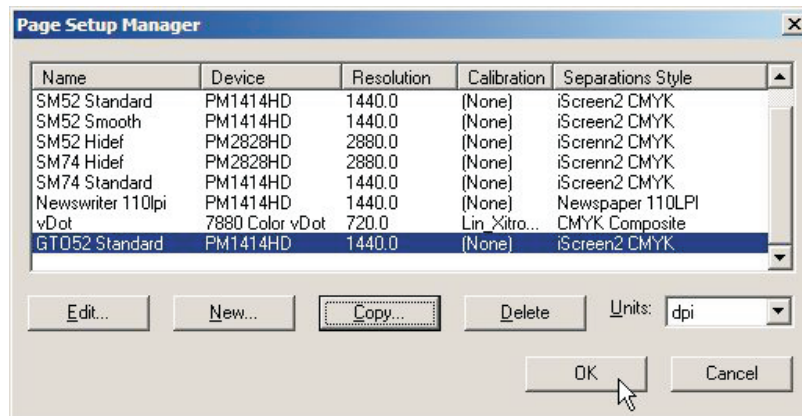 Page Setup Manager
Name Device Resolution Calibration Separations Style
SM52 Standard PM1414HD 1440.0 (None) iScreen2 CMYK
SM52 Smooth PM1414HD 1440.0 (None) iScreen2 CMYK
SM52 Hidef PM2828HD 2880.0 (None) iScrenn2 CMYK
SM74 Hidef PM2828HD 2880.0 (None) iScrenn2 CMYK
SM74 Standard PM1414HD 1440.0 (None) iScreen2 CMYK
Newswriter 110lpi PM1414HD 1440.0 (None) Newspaper 110LPI
vDot 7880 Color vDot 720.0 Lin_Xitro... CMYK Composite
GTO52 Standard PM1414HD 1440.0 (None) iScreen2 CMYK
Edit... New... Copy... Delete Units: dpi
OK Cancel